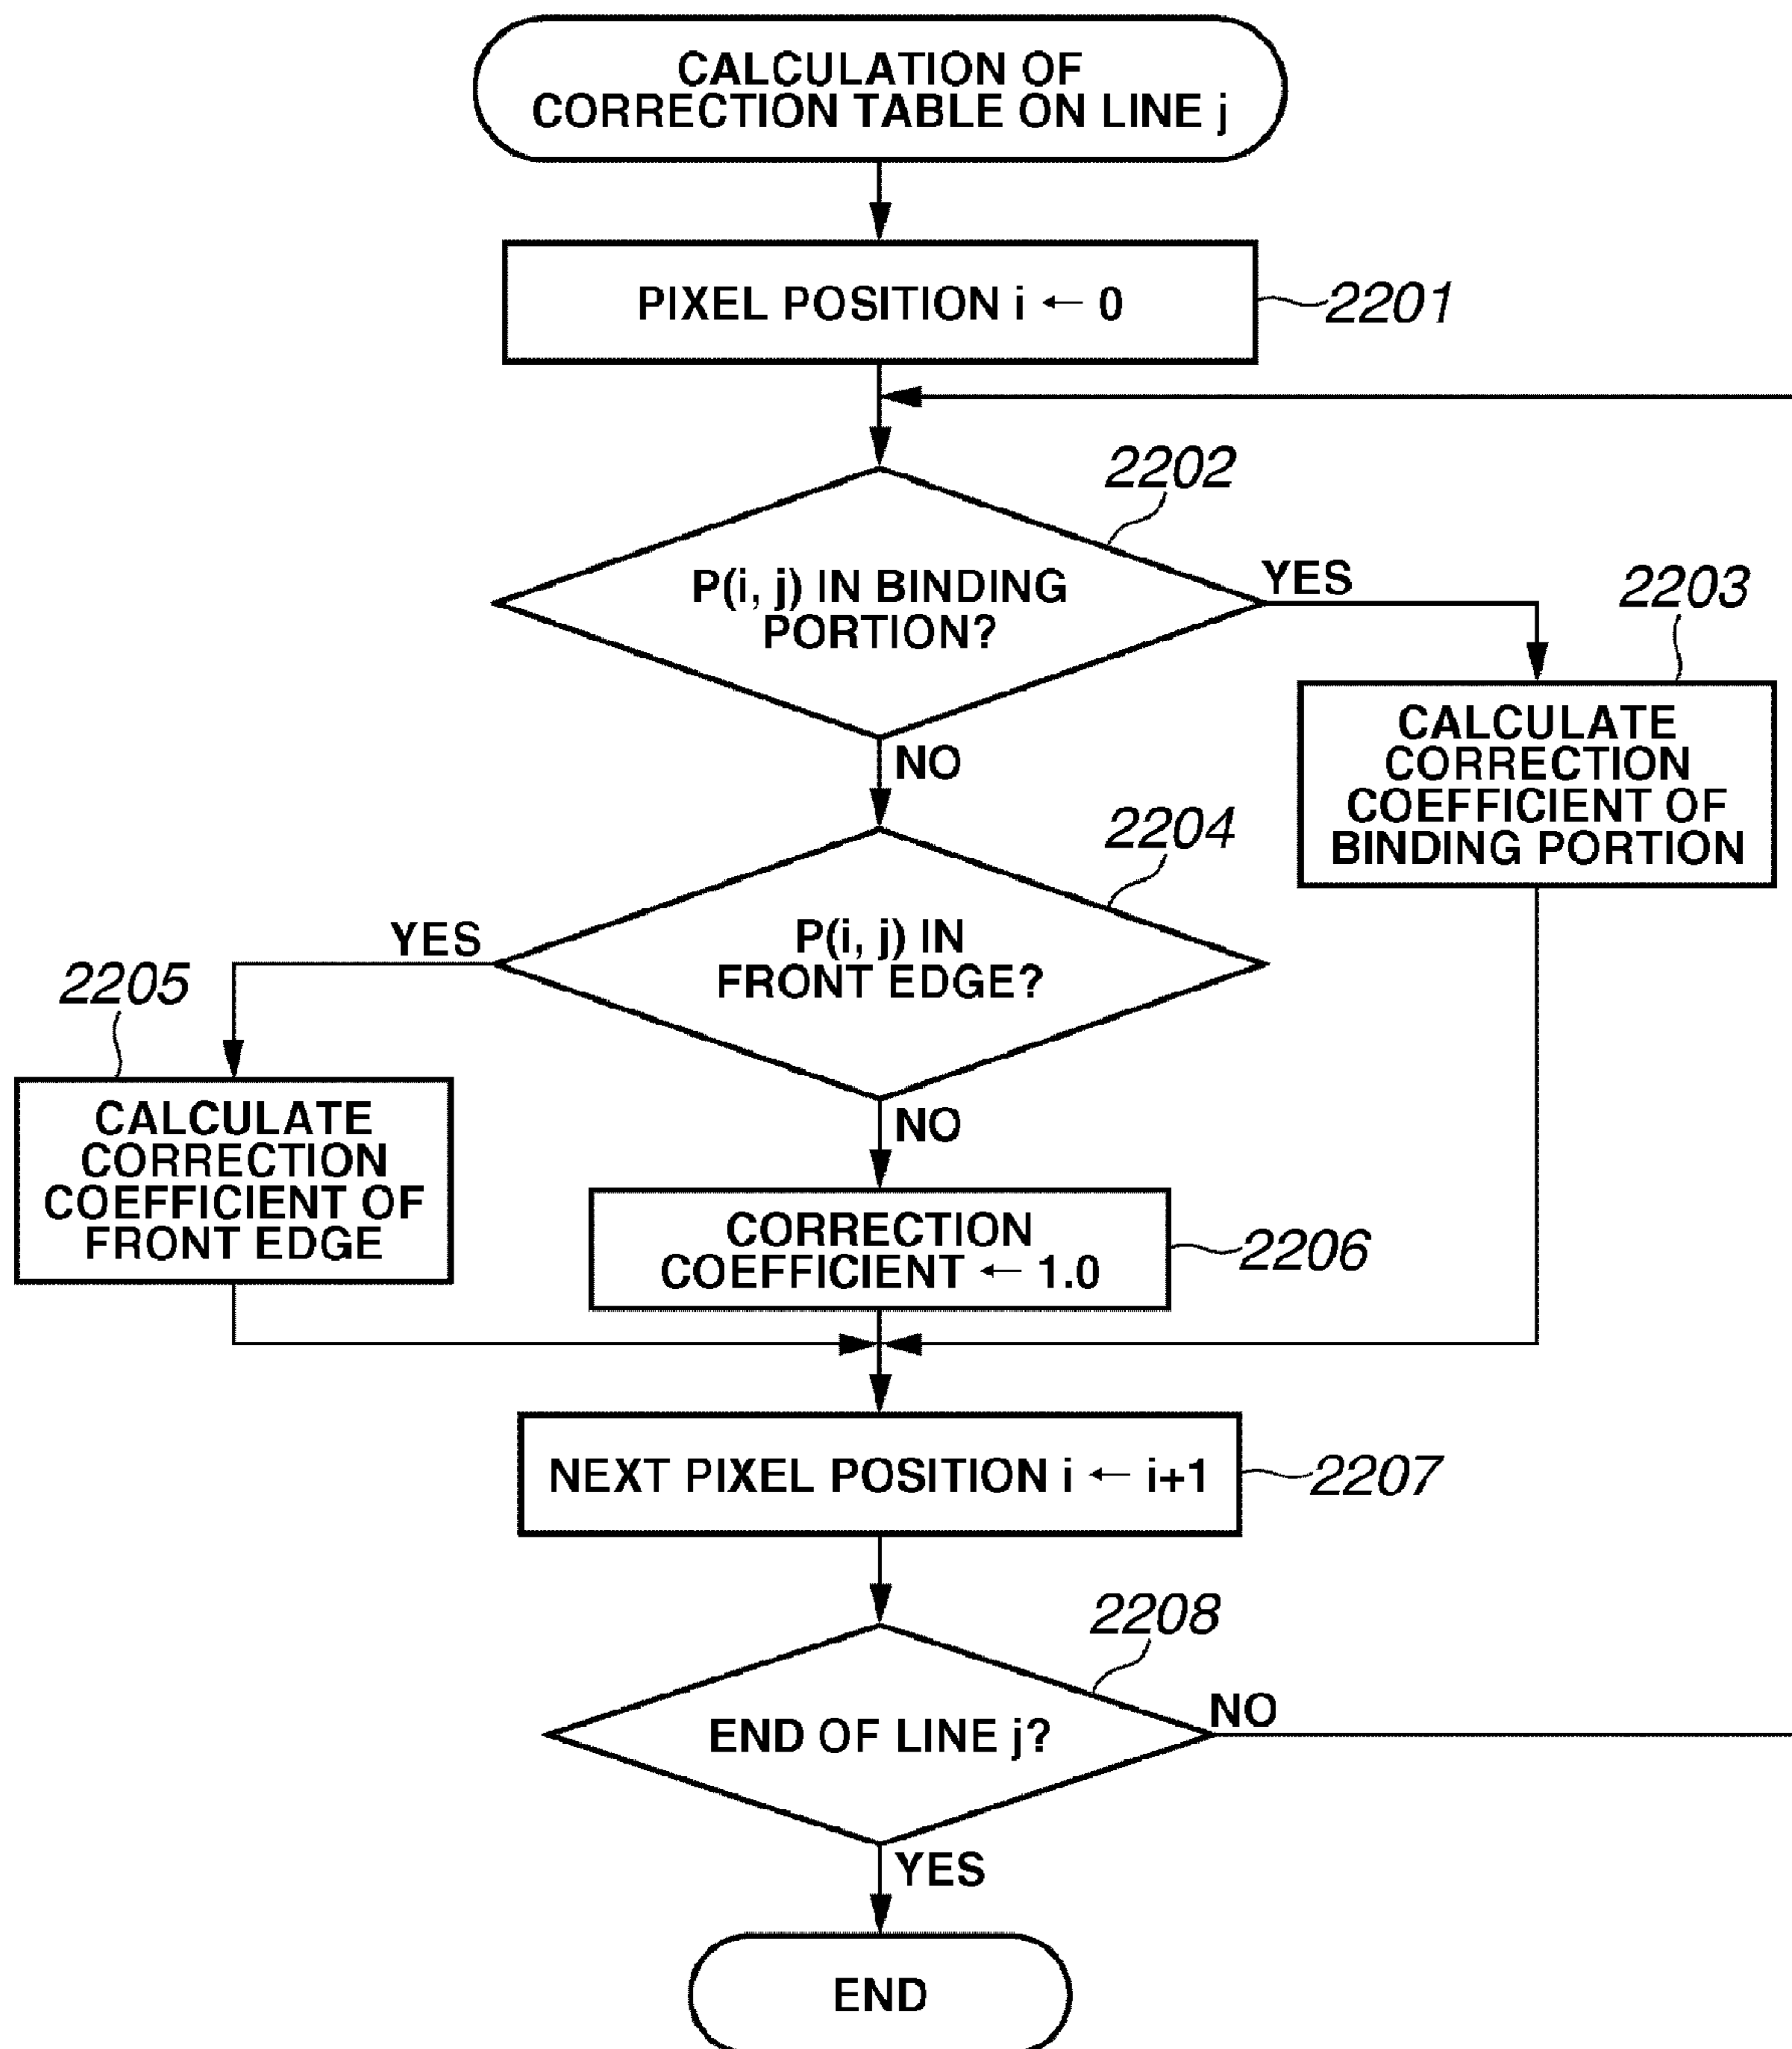 CALCULATION OF
CORRECTION TABLE ON LINE j
PIXEL POSITION i ← 0
2201
2202
P(i, j) IN BINDING
PORTION?
YES
2203
CALCULATE
CORRECTION
COEFFICIENT OF
BINDING PORTION
NO
2204
P(i, j) IN
FRONT EDGE?
YES
2205
CALCULATE
CORRECTION
COEFFICIENT OF
FRONT EDGE
NO
CORRECTION
COEFFICIENT ← 1.0
2206
NEXT PIXEL POSITION i ← i+1
2207
2208
END OF LINE j?
NO
YES
END